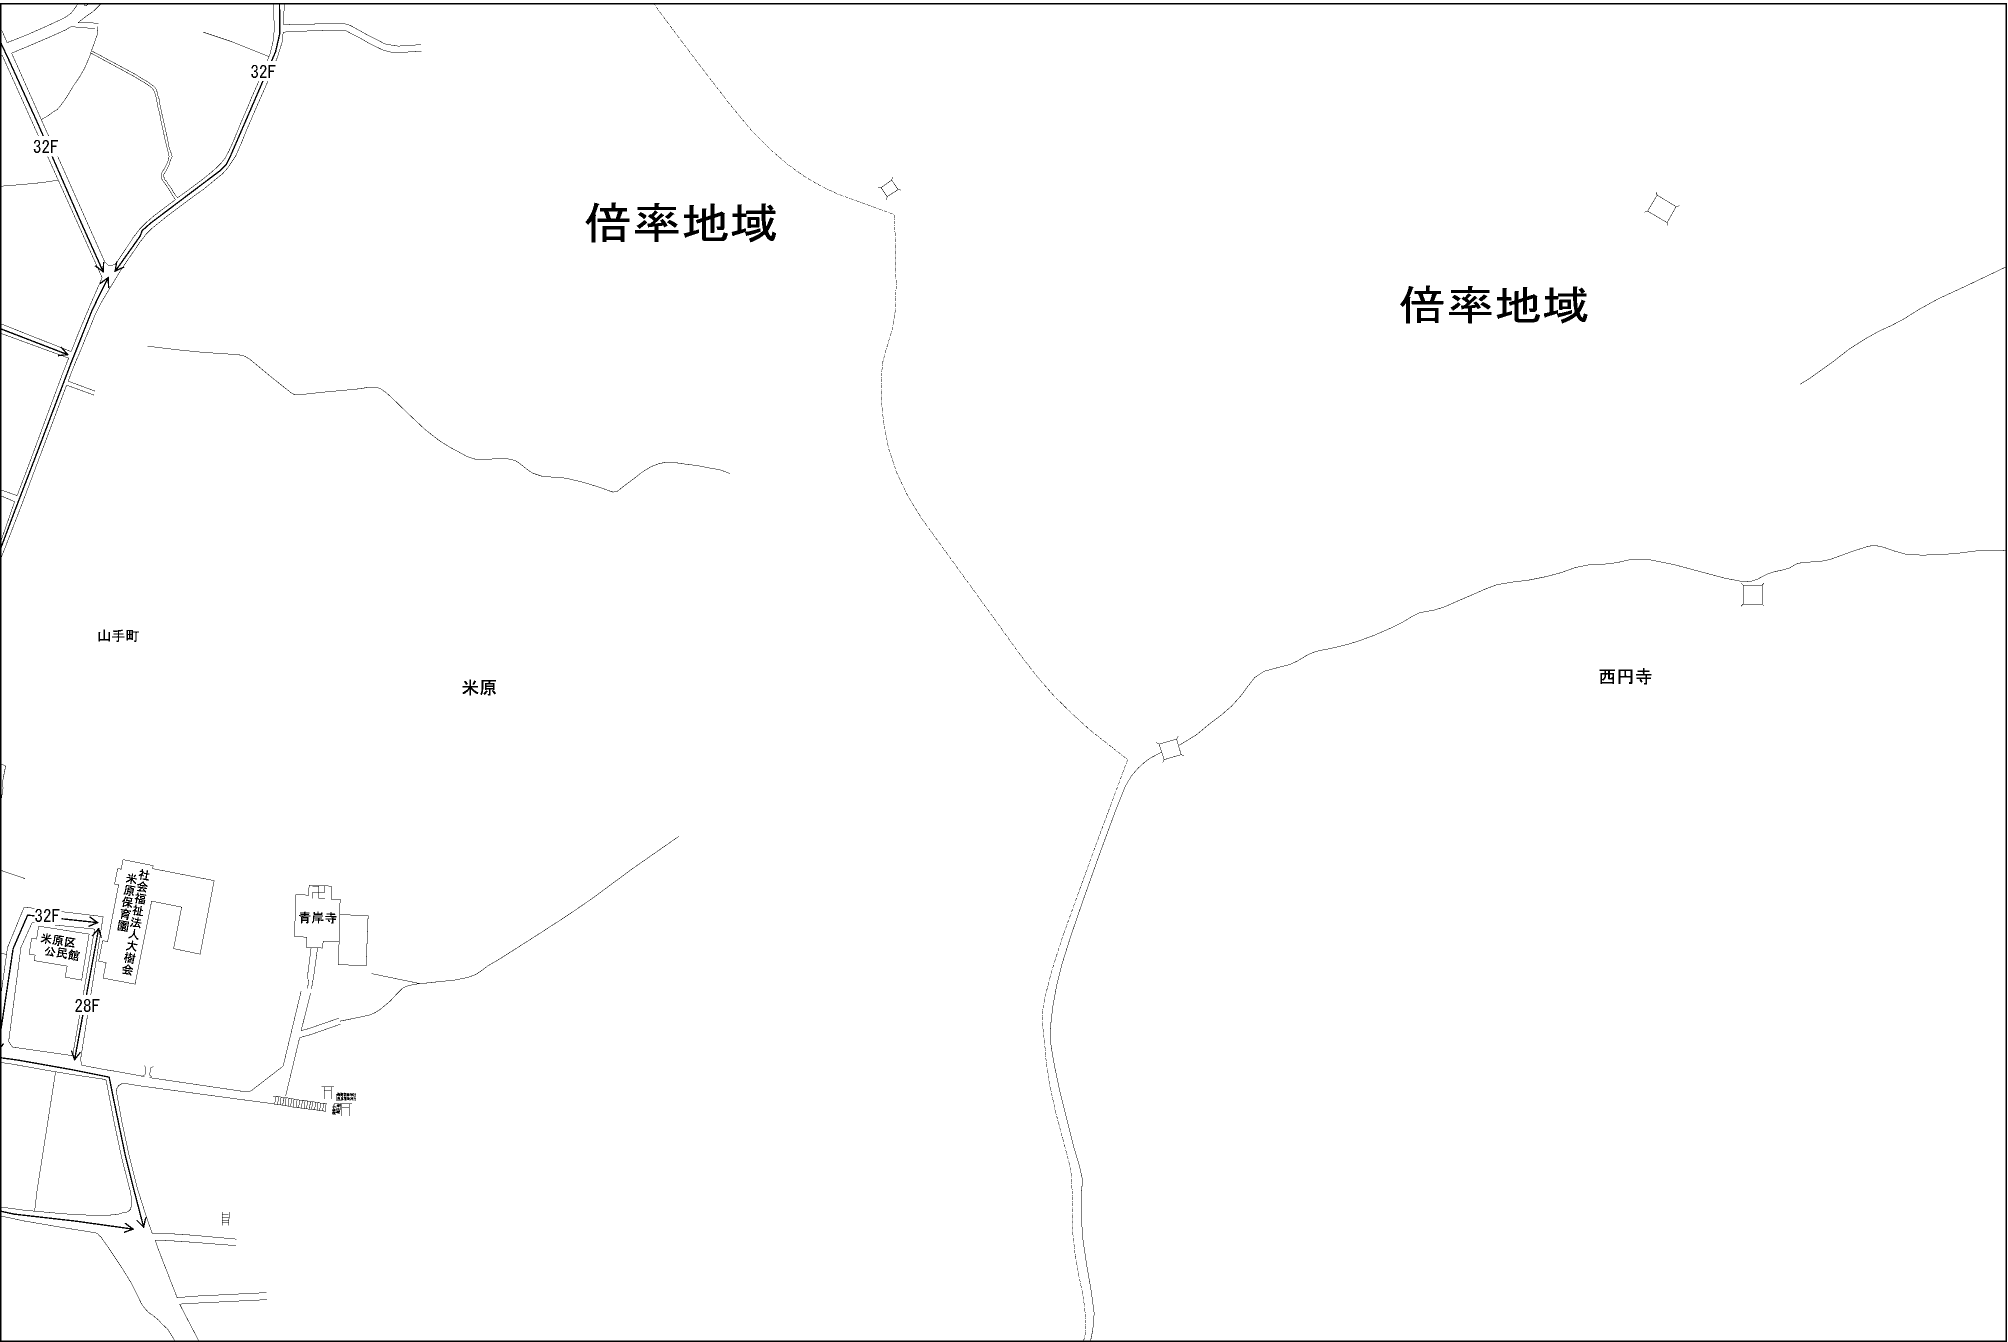 32F
32F
倍率地域
倍率地域
山手町
米原
西円寺
社会福祉法人大樹会
米原保育園
32F
米原区
公民館
青岸寺
28F